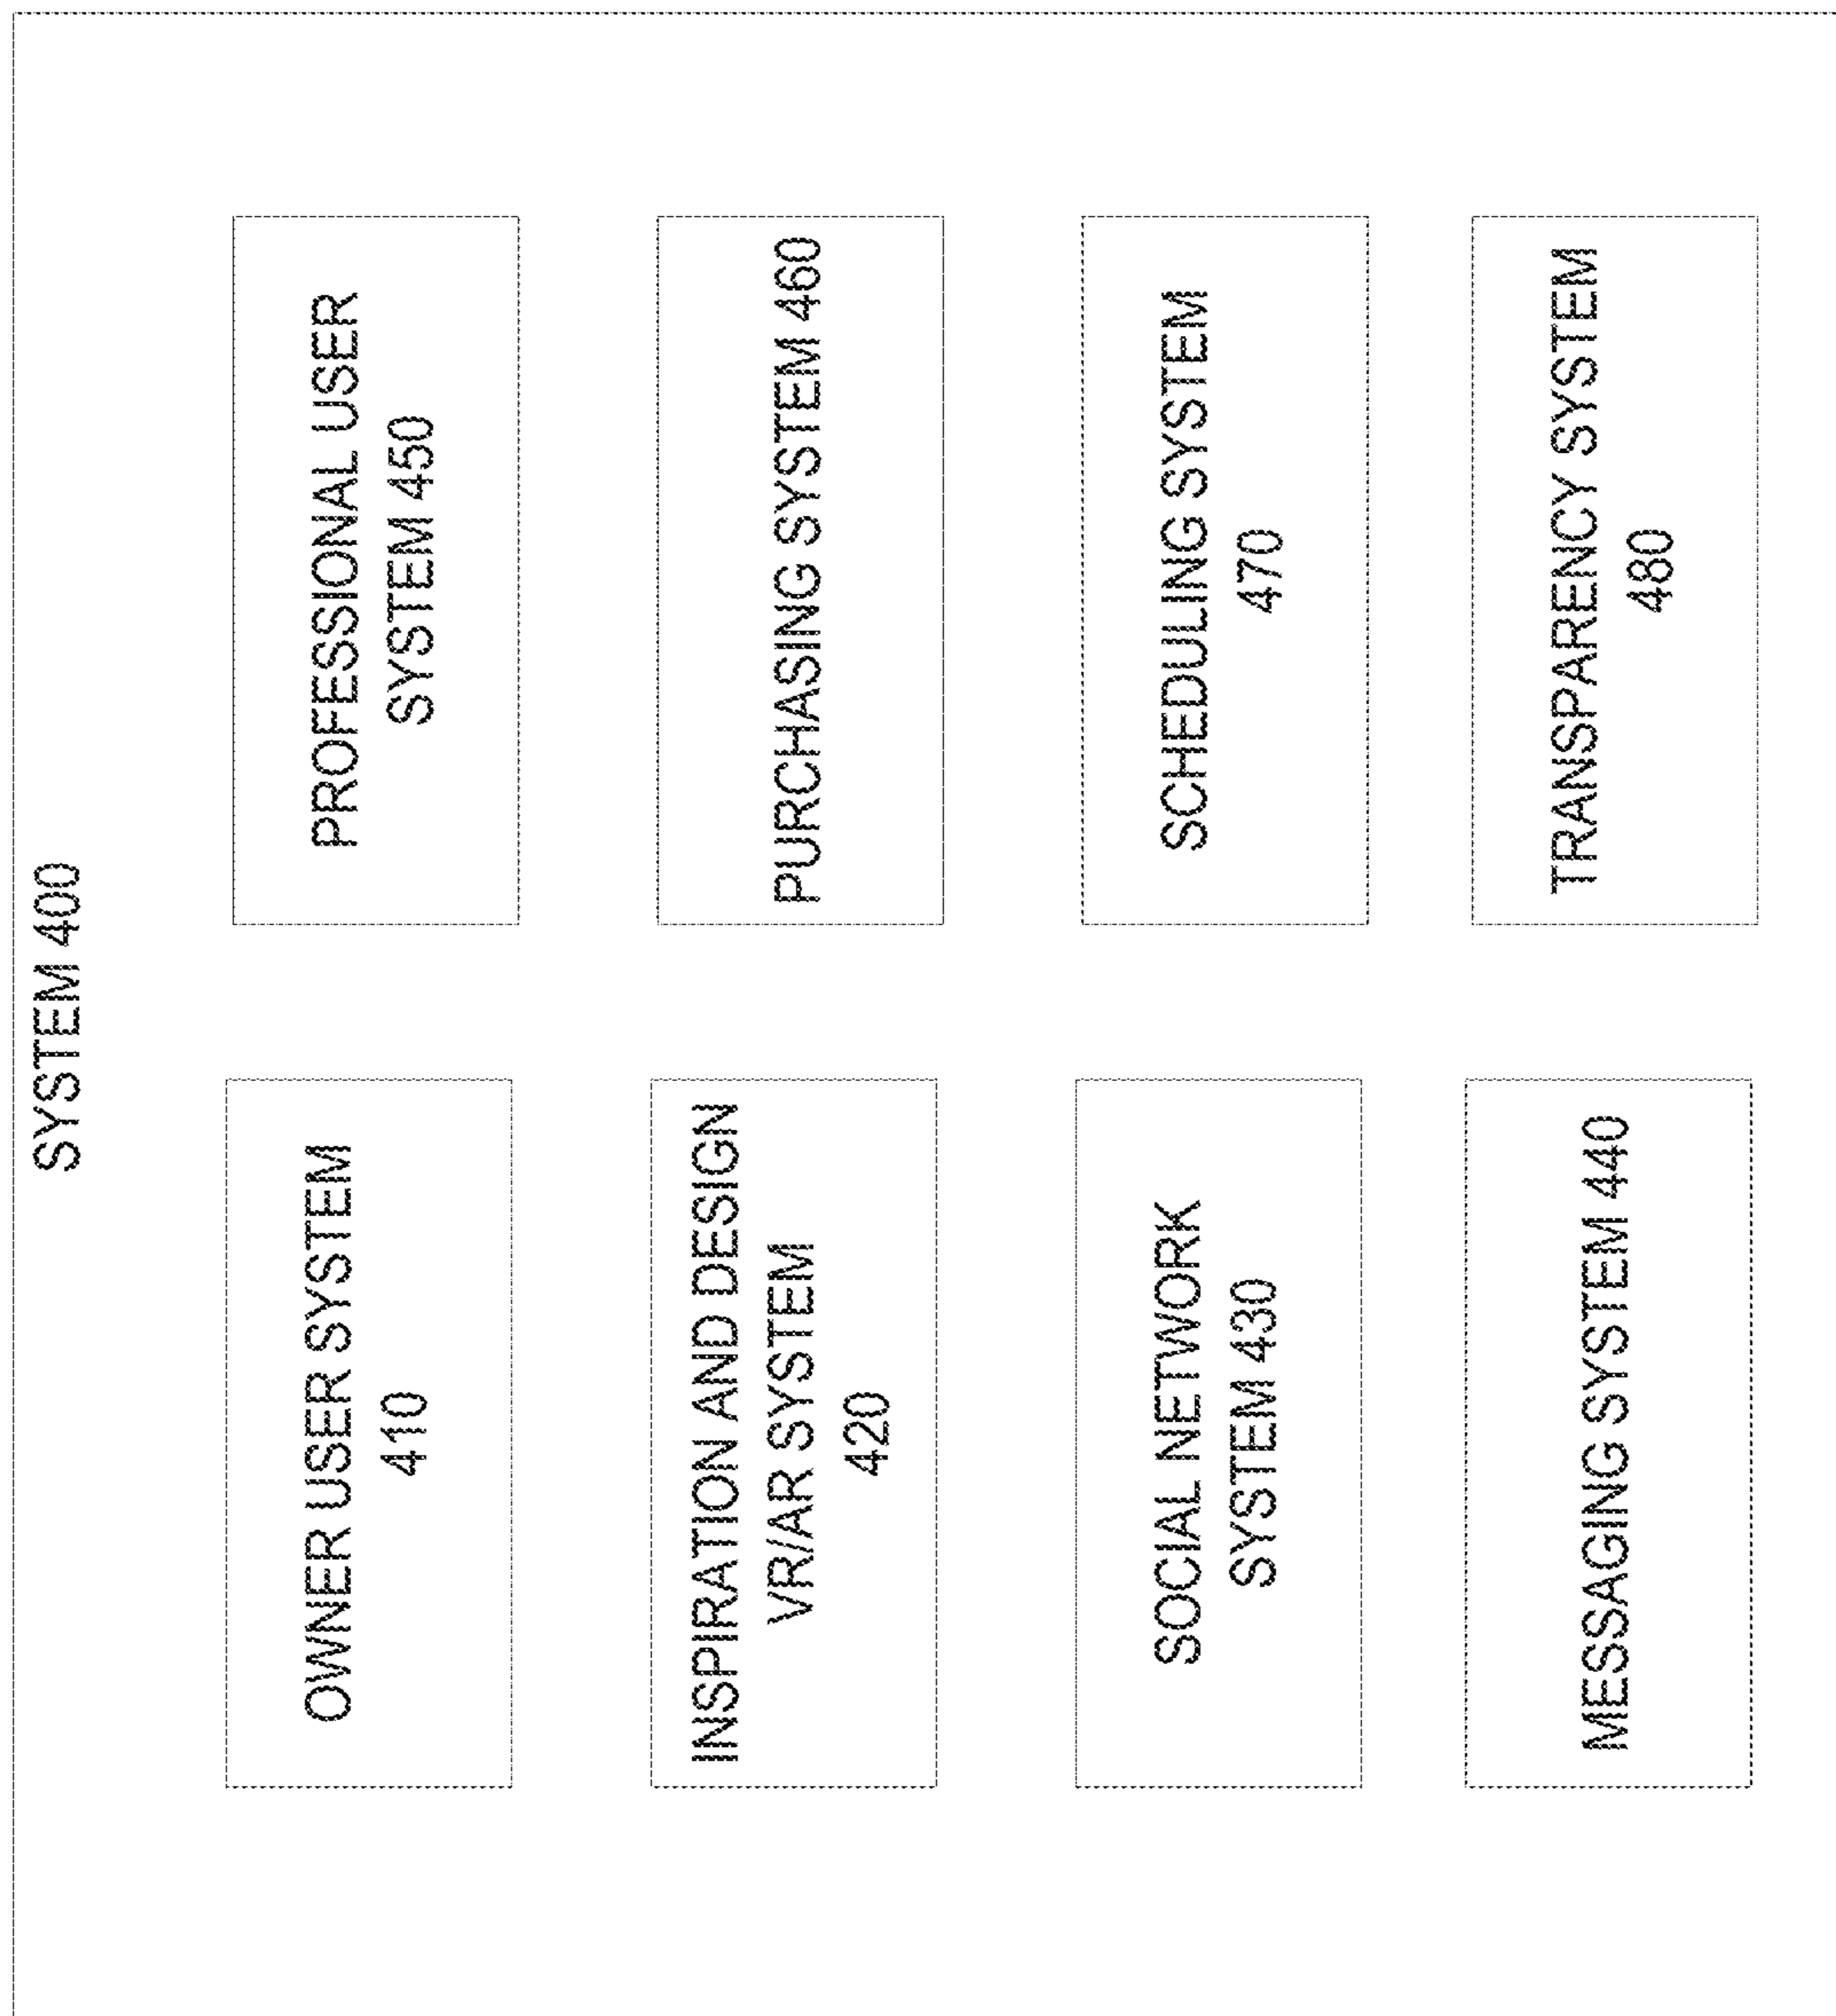 SYSTEM 400
OWNER USER SYSTEM
410
INSPIRATION AND DESIGN
VR/AR SYSTEM
420
SOCIAL NETWORK
SYSTEM 430
MESSAGING SYSTEM 440
PROFESSIONAL USER
SYSTEM 450
PURCHASING SYSTEM 460
SCHEDULING SYSTEM
470
TRANSPARENCY SYSTEM
480